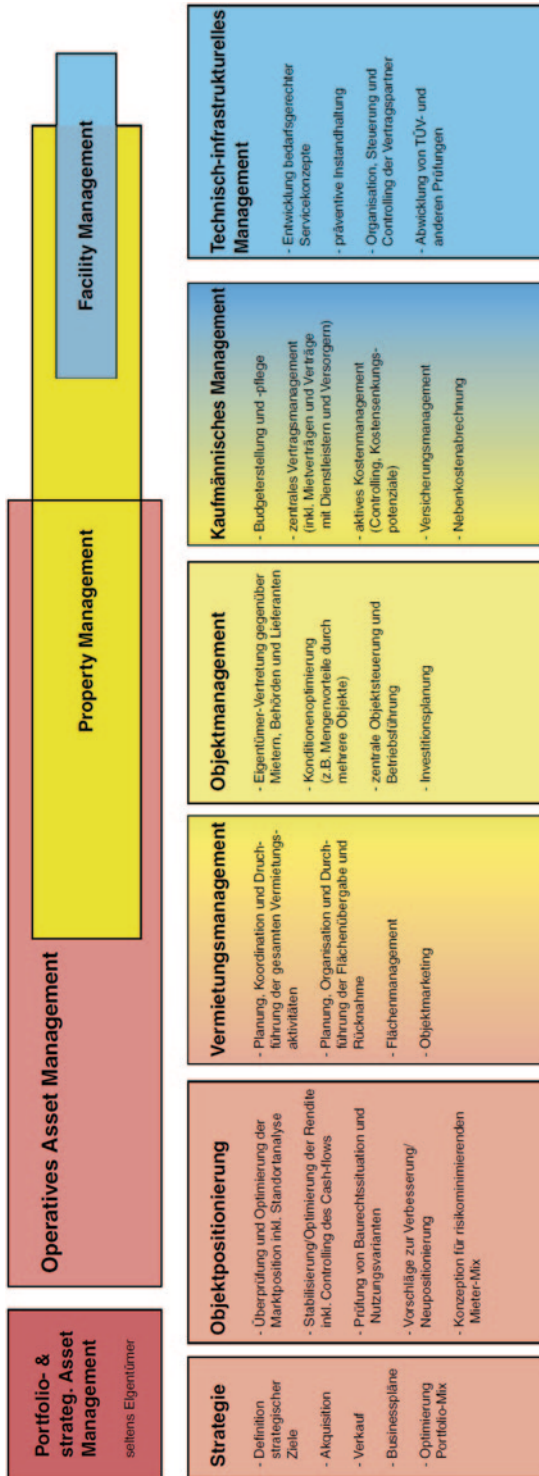 Portfolio- &
strateg. Asset
Management
seitens Eigentümer
Operatives Asset Management
Property Management
Facility Management
Strategie
- Definition
strategischer
Ziele
- Akquisition
- Verkauf
- Businesspläne
- Optimierung
Portfolio-Mix
Objektpositionierung
- Überprüfung und Optimierung der
Marktposition inkl. Standortanalyse
- Stabilisierung/Optimierung der Rendite
inkl. Controlling des Cash-flows
- Prüfung von Baurechtssituation und
Nutzungsvarianten
- Vorschläge zur Verbesserung/
Neupositionierung
- Konzeption für risikominimierenden
Mieter-Mix
Vermietungsmanagement
- Planung, Koordination und Druch-
führung der gesamten Vermietungs-
aktivitäten
- Planung, Organisation und Durch-
führung der Flächenübergabe und
Rücknahme
- Flächenmanagement
- Objektmarketing
Objektmanagement
- Eigentümer-Vertretung gegenüber
Mietern, Behörden und Lieferanten
- Konditionenoptimierung
(z.B. Mengenvorteile durch
mehrere Objekte)
- zentrale Objektsteuerung und
Betriebsführung
- Investitionsplanung
Kaufmännisches Management
- Budgeterstellung und -pflege
- zentrales Vertragsmanagement
(inkl. Mietverträgen und Verträge
mit Dienstleistern und Versorgern)
- aktives Kostenmanagement
(Controlling, Kostensenkungs-
potenziale)
- Versicherungsmanagement
- Nebenkostenabrechnung
Technisch-infrastrukturelles
Management
- Entwicklung bedarfsgerechter
Servicekonzepte
- präventive Instandhaltung
- Organisation, Steuerung und
Controlling der Vertragspartner
- Abwicklung von TÜV- und
anderen Prüfungen